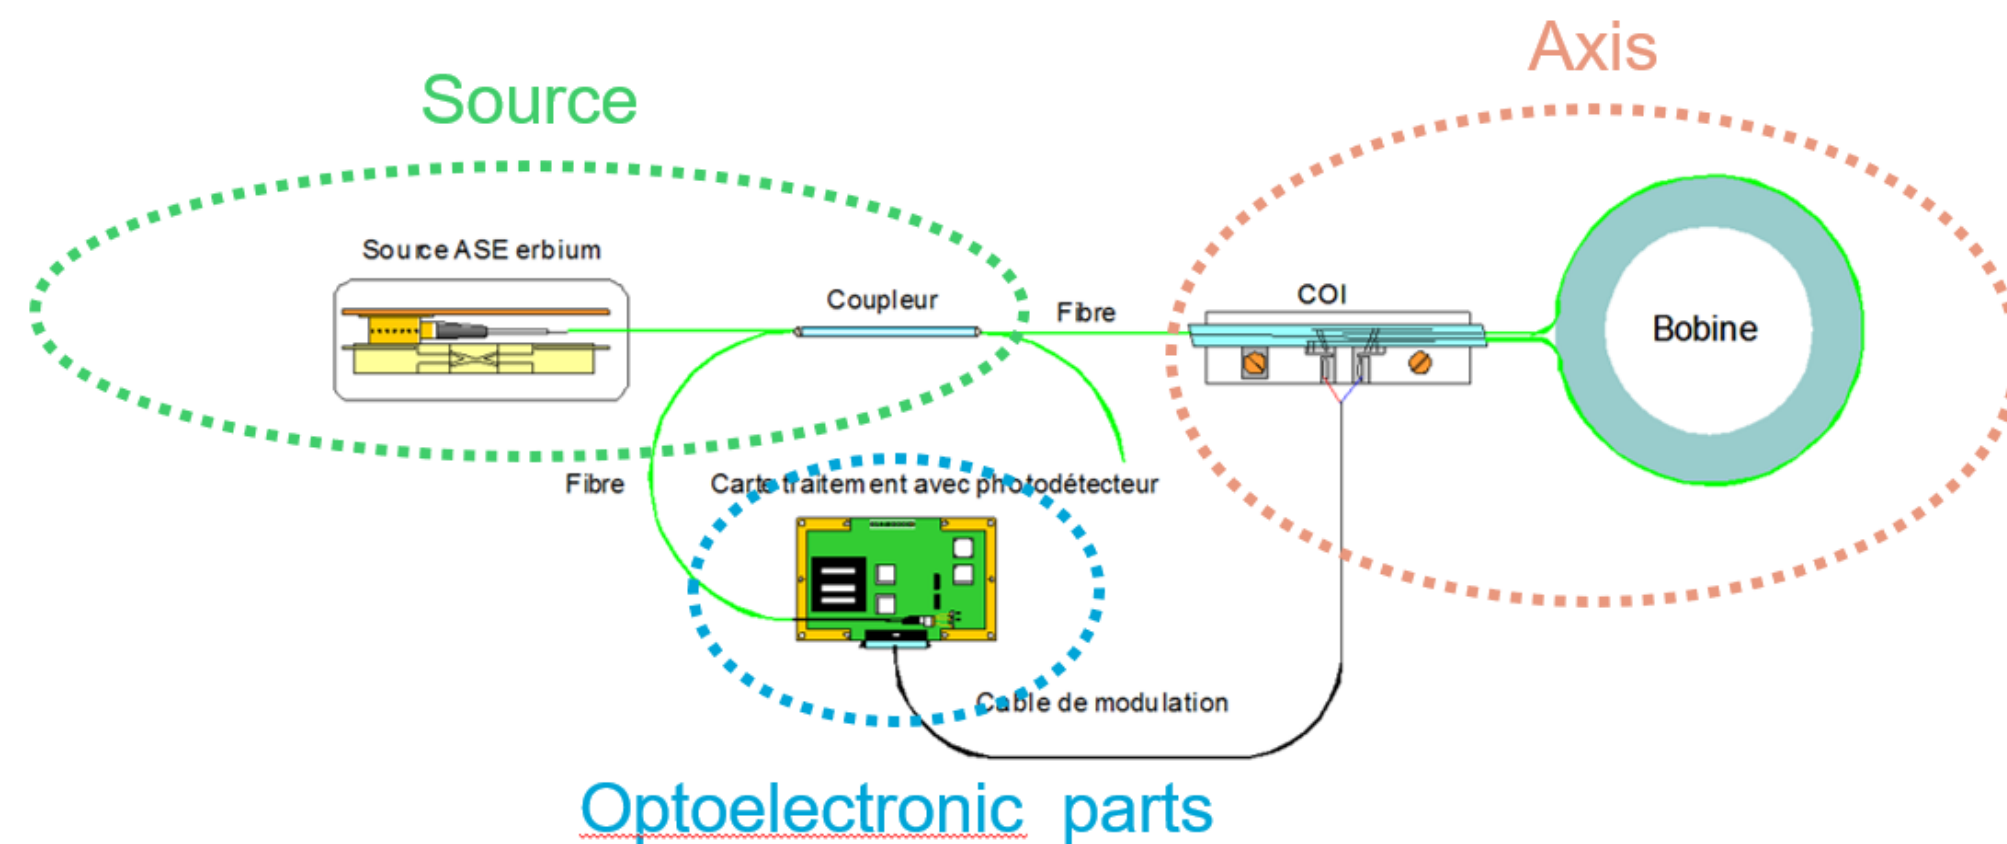 Axis
Source
Source ASE erbium
Coupleur
Fibre
COI
Bobine
Fibre
Carte traitement avec photodétecteur
Cable de modulation
Optoelectronic parts